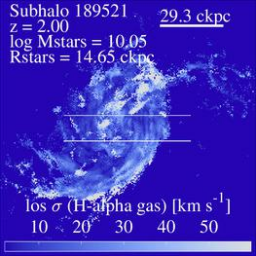 Subhalo 189521
29.3 ckpc
z = 2.00
log Mstars = 10.05
Rstars = 14.65 ckpc
los σ (H-alpha gas) [km s⁻¹]
10 20 30 40 50